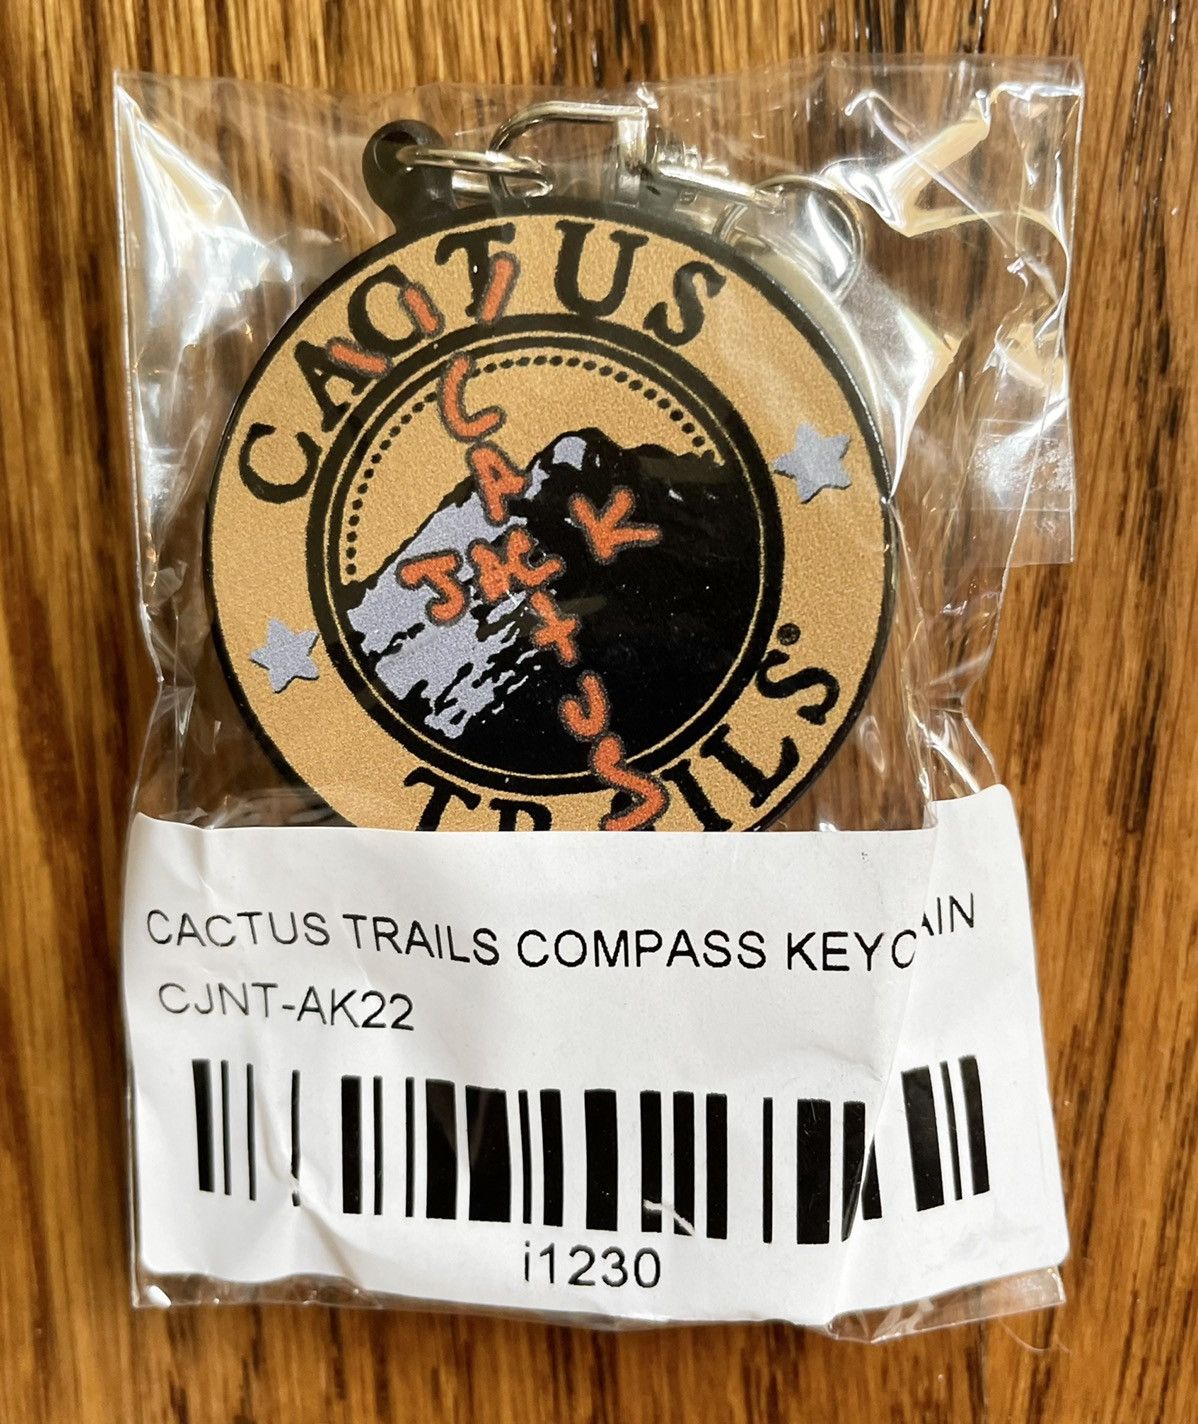 CACTUS
CACTUS
JACK
TRAILS®
CACTUS TRAILS COMPASS KEYC AIN
CJNT-AK22
i1230